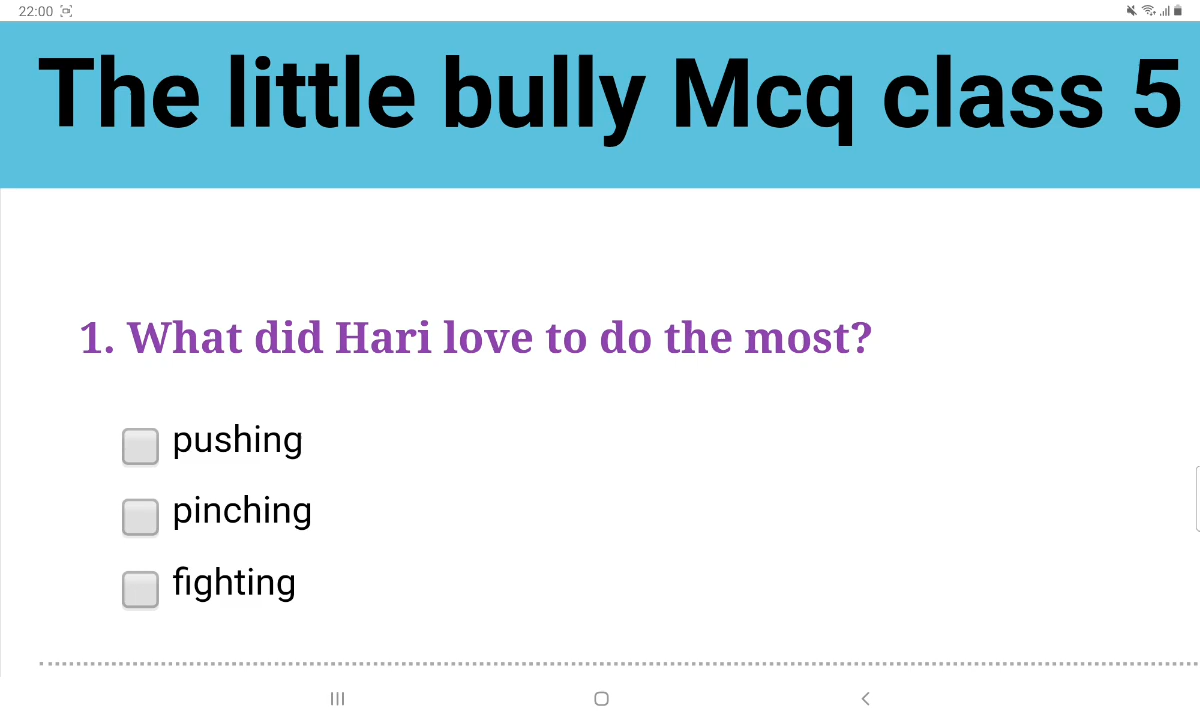 22:00
The little bully Mcq class 5
1. What did Hari love to do the most?
pushing
pinching
fighting